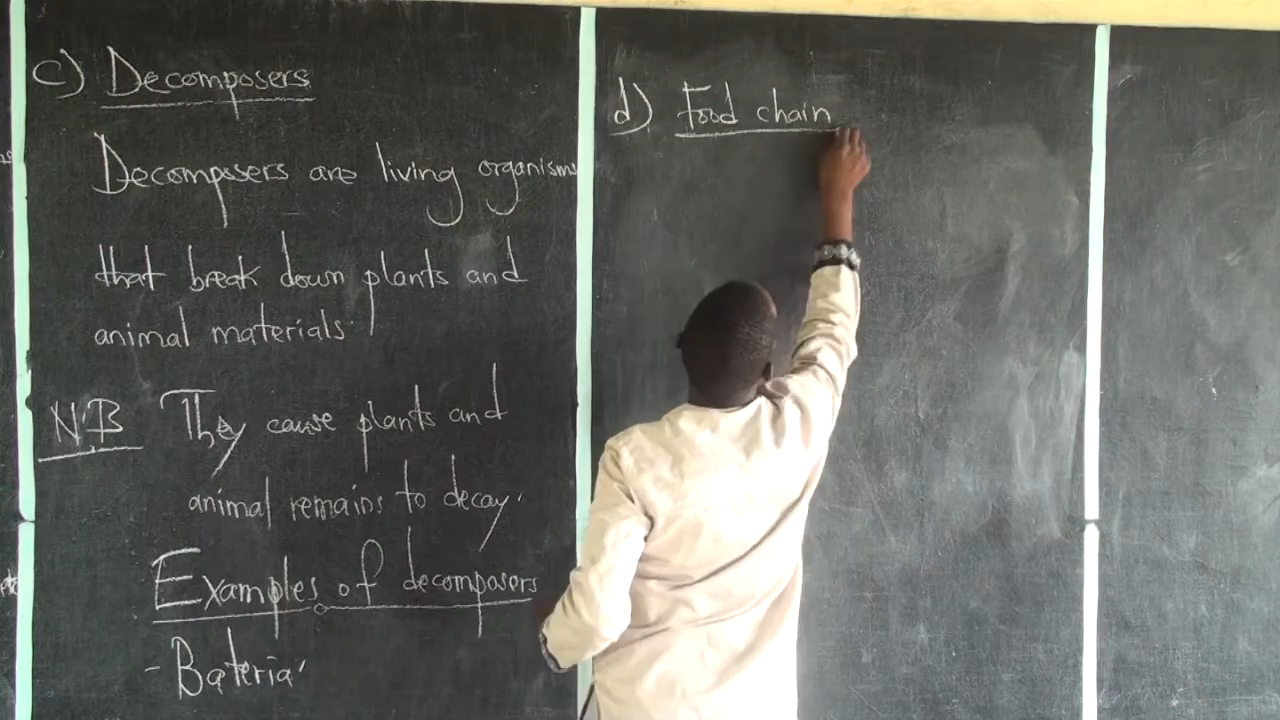 c) Decomposers
Decomposers are living organisms
that break down plants and
animal materials.
N.B They cause plants and
animal remains to decay.
Examples of decomposers
- Bateria.
d) Food chain